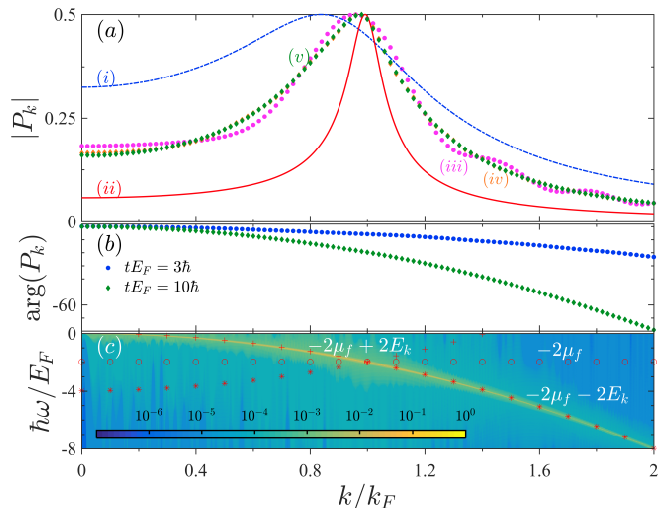 0.5
(a)
(i)
(v)
0.25
|P_k|
(iii)
(iv)
(ii)
0
(b)
arg(P_k)
tE_F = 3ħ
tE_F = 10ħ
-60
0
(c)
−2μ_f + 2E_k
−2μ_f
ħω/E_F
-4
−2μ_f − 2E_k
10^{-6} 10^{-5} 10^{-4} 10^{-3} 10^{-2} 10^{-1} 10^{0}
-8
0 0.4 0.8 1.2 1.6 2
k/k_F